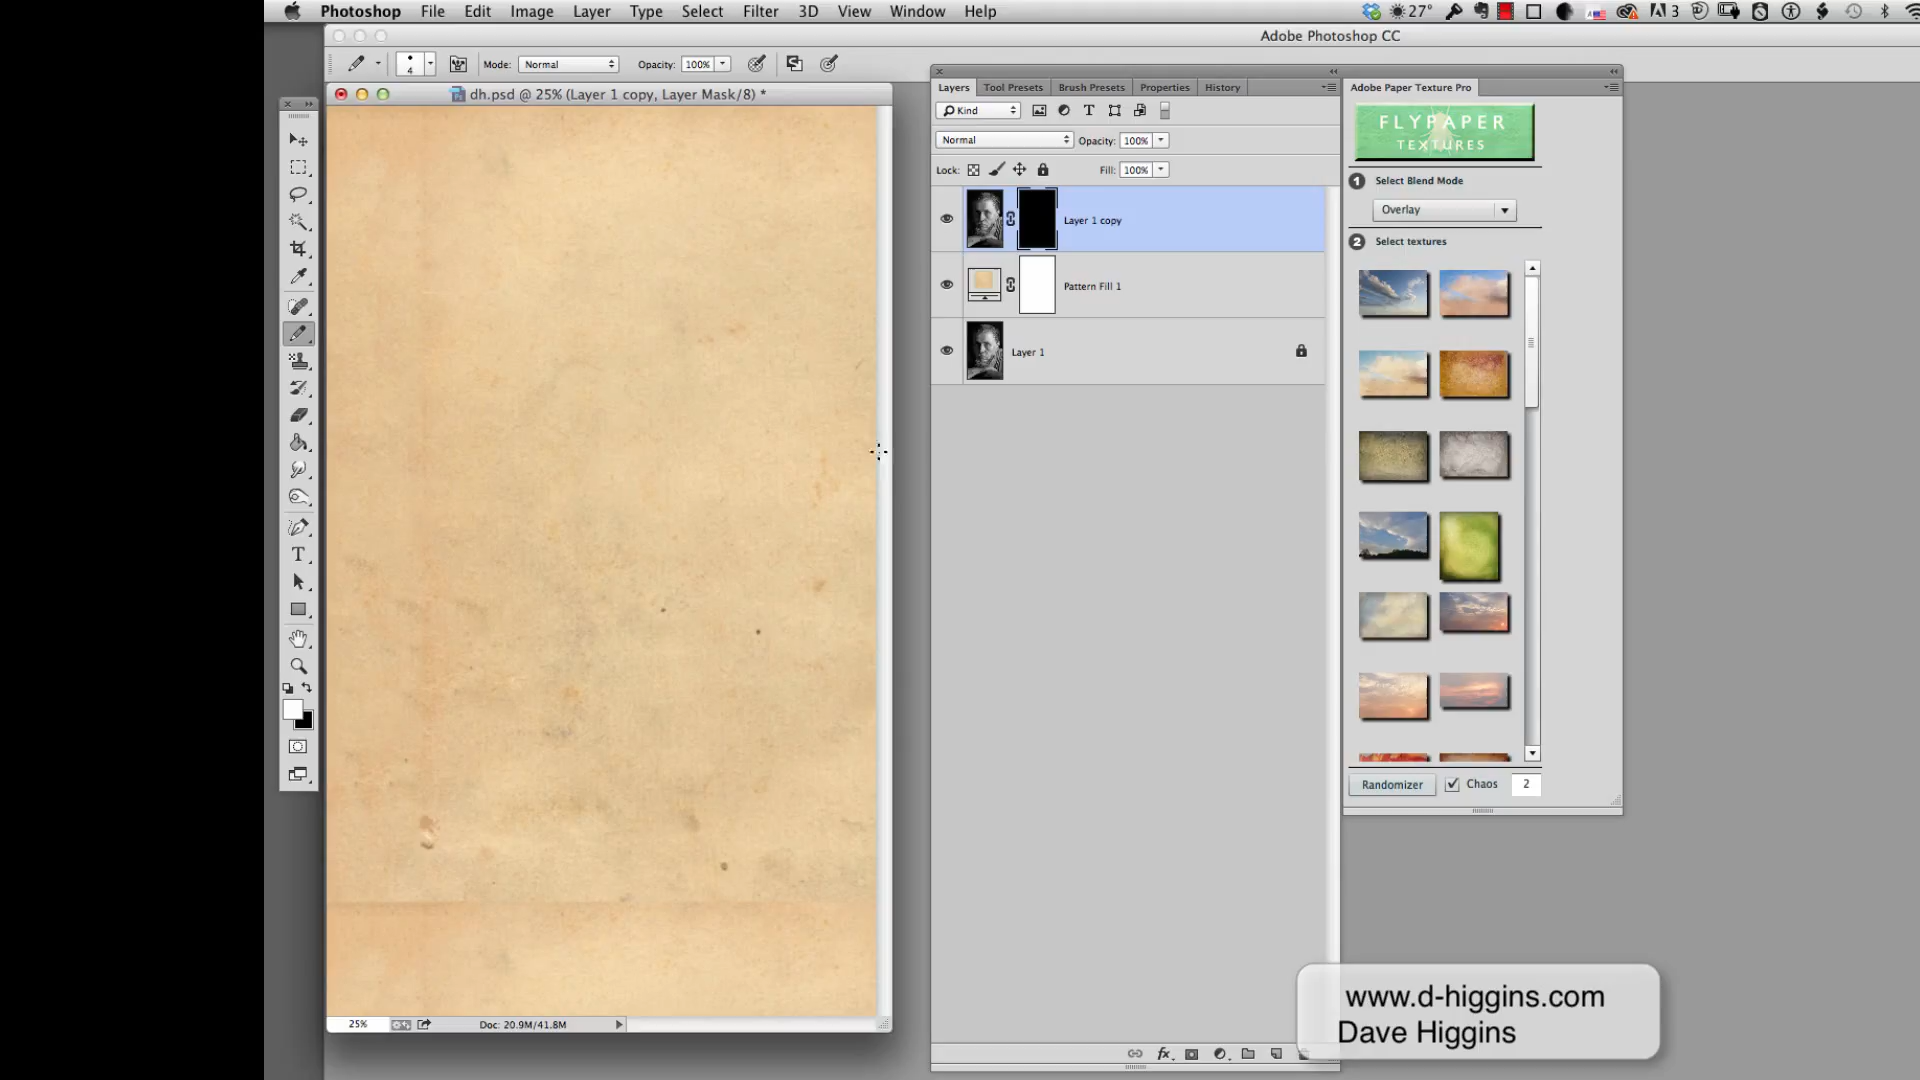 Photoshop File Edit Image Layer Type Select Filter 3D View Window Help
27° 3
Adobe Photoshop CC
4 Mode: Normal Opacity: 100%
dh.psd @ 25% (Layer 1 copy, Layer Mask/8) *
Layers Tool Presets Brush Presets Properties History
Kind
Normal Opacity: 100%
Lock: Fill: 100%
Layer 1 copy
Pattern Fill 1
Layer 1
Adobe Paper Texture Pro
FLYPAPER
TEXTURES
1 Select Blend Mode
Overlay
2 Select textures
Randomizer Chaos 2
25% Doc: 20.9M/41.8M
www.d-higgins.com
Dave Higgins